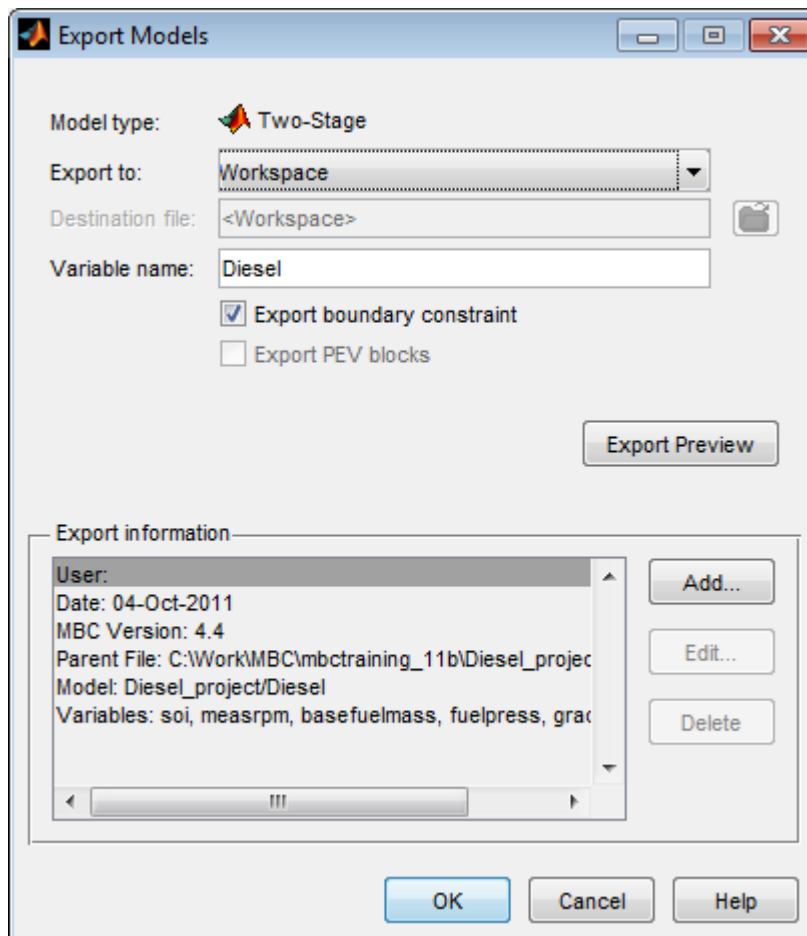 Export Models
Model type: Two-Stage
Export to: Workspace
Destination file: <Workspace>
Variable name: Diesel
Export boundary constraint
Export PEV blocks
Export Preview
Export information
User:
Date: 04-Oct-2011
MBC Version: 4.4
Parent File: C:\Work\MBC\mbctraining_11b\Diesel_projec
Model: Diesel_project/Diesel
Variables: soi, measrpm, basefuelmass, fuelpress, grac
Add...
Edit...
Delete
OK Cancel Help